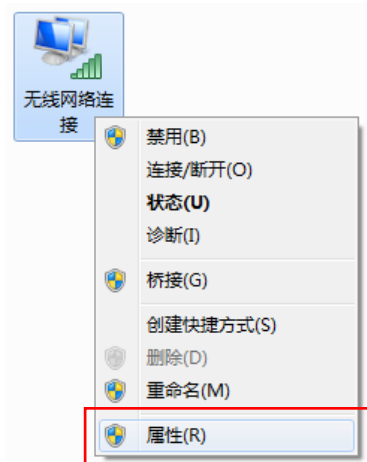 无线网络连
接
禁用(B)
连接/断开(O)
状态(U)
诊断(I)
桥接(G)
创建快捷方式(S)
删除(D)
重命名(M)
属性(R)